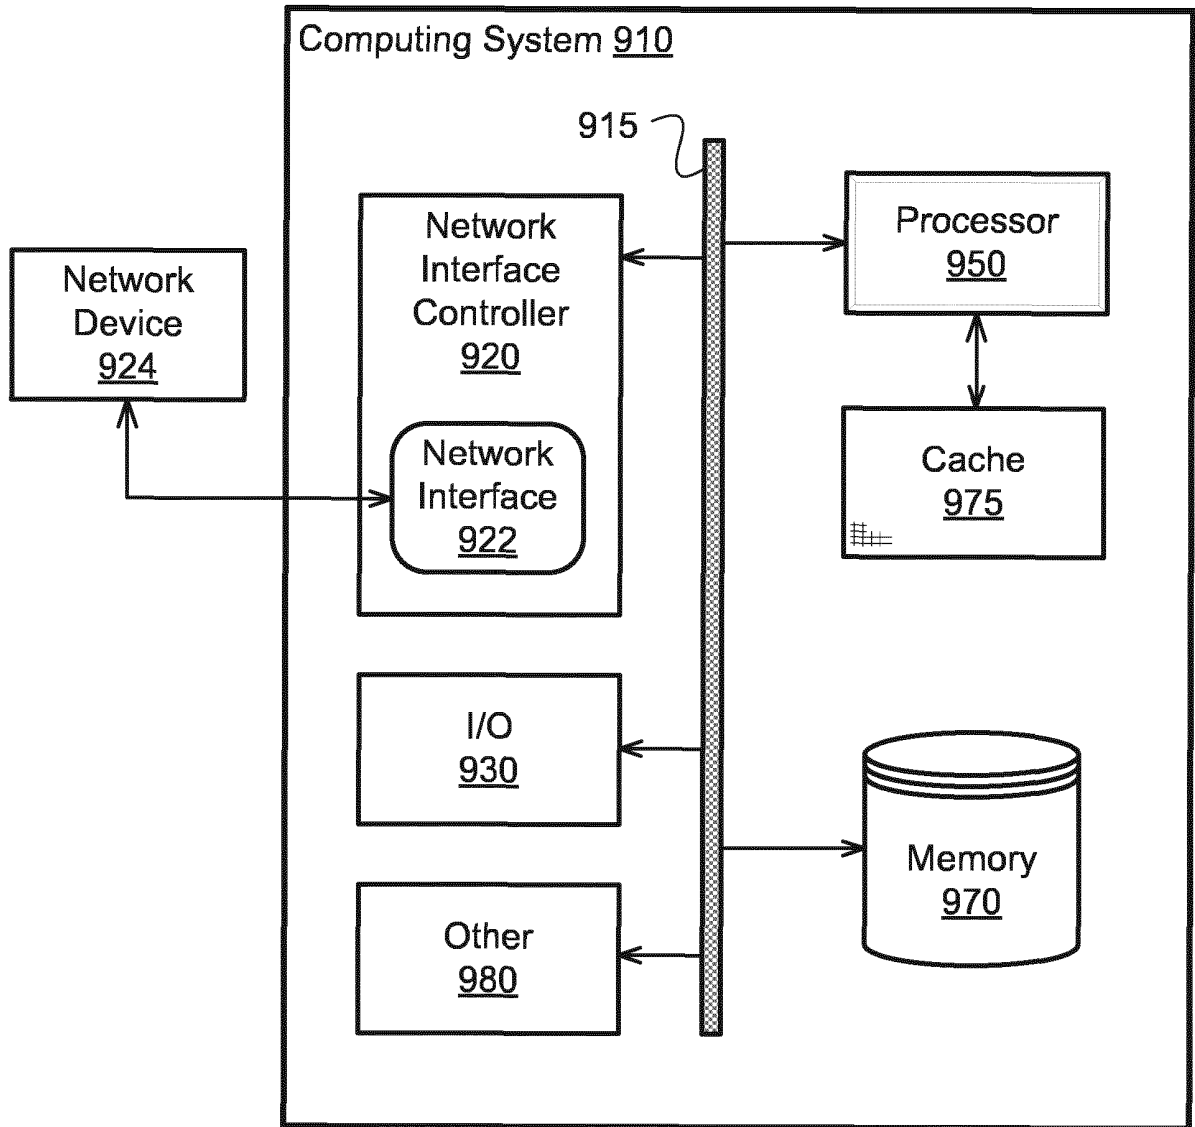 Computing System 910
915
Network
Interface
Controller
920
Network
Interface
922
Network
Device
924
Processor
950
Cache
975
I/O
930
Memory
970
Other
980